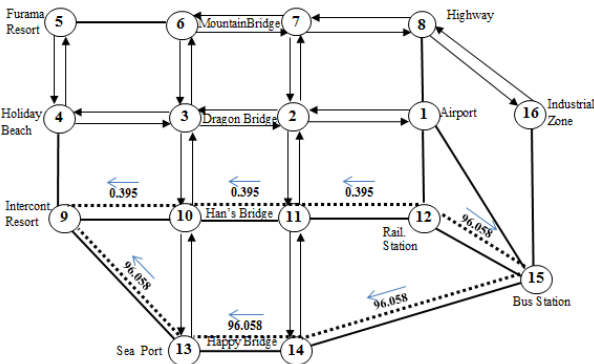 Furama
Resort
5
6
MountainBridge
7
8
Highway
Holiday
Beach
4
3
Dragon Bridge
2
1
Airport
16
Industrial
Zone
0.395
0.395
0.395
Intercont
Resort
9
10
Han's Bridge
11
12
Rail.
Station
96.058
15
Bus Station
96.058
96.058
96.058
Sea Port
13
Happy Bridge
14